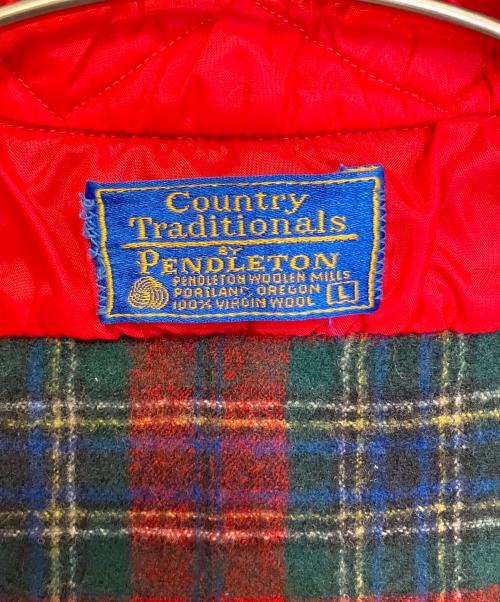 Country
Traditionals
BY
PENDLETON
PENDLETON WOOLEN MILLS
PORTLAND, OREGON
100% VIRGIN WOOL L